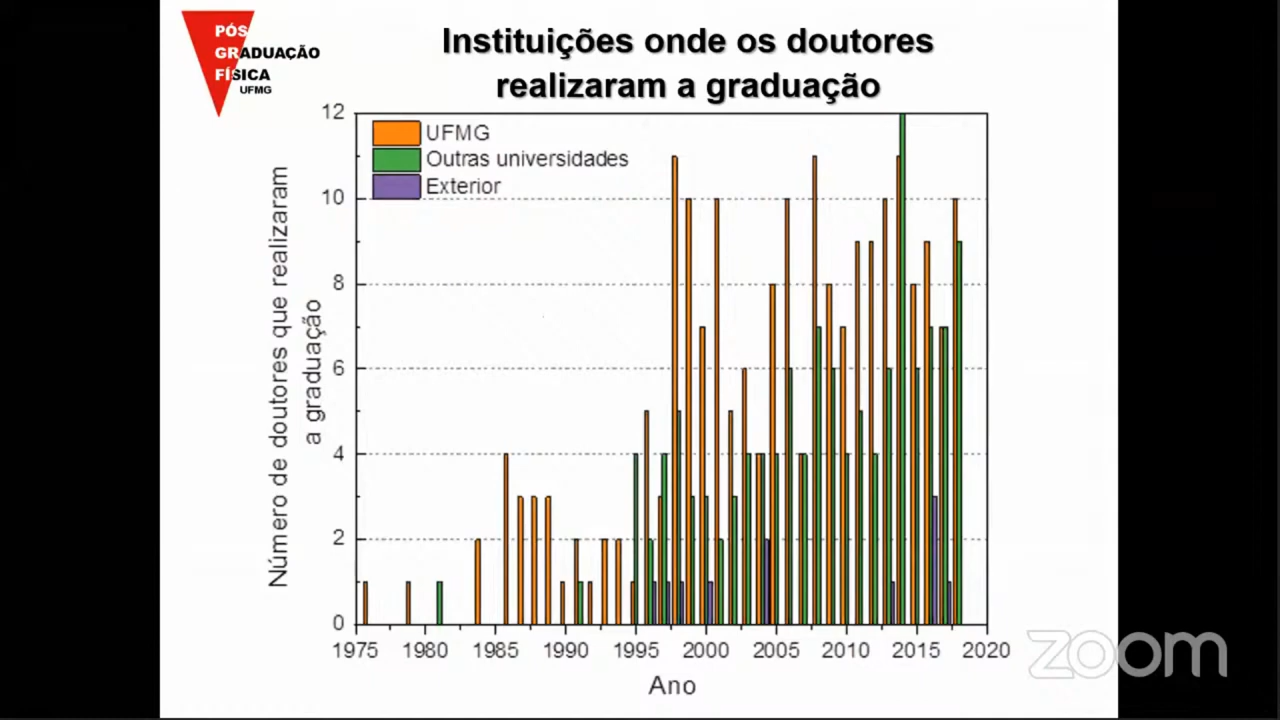 PÓS
GRADUAÇÃO
FÍSICA
UFMG
Instituições onde os doutores
realizaram a graduação
UFMG
Outras universidades
Exterior
Número de doutores que realizaram
a graduação
12
10
8
6
4
2
0
1975 1980 1985 1990 1995 2000 2005 2010 2015 2020
Ano
zoom